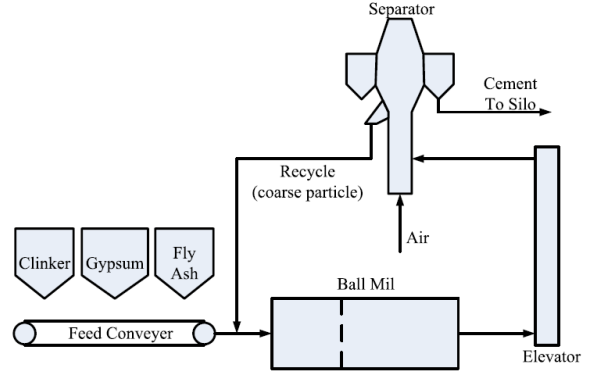 Separator
Cement
To Silo
Recycle
(coarse particle)
Air
Clinker
Gypsum
Fly
Ash
Ball Mil
Feed Conveyer
Elevator